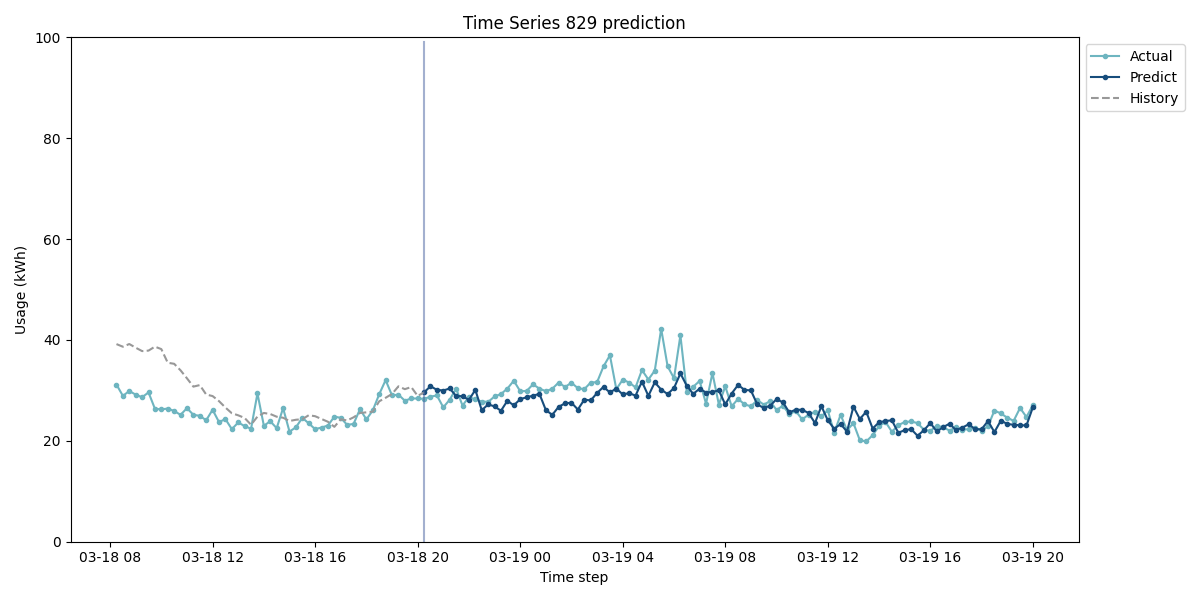 Time Series 829 prediction
100
80
60
40
20
0
Usage (kWh)
03-18 08 03-18 12 03-18 16 03-18 20 03-19 00 03-19 04 03-19 08 03-19 12 03-19 16 03-19 20
Time step
Actual
Predict
History